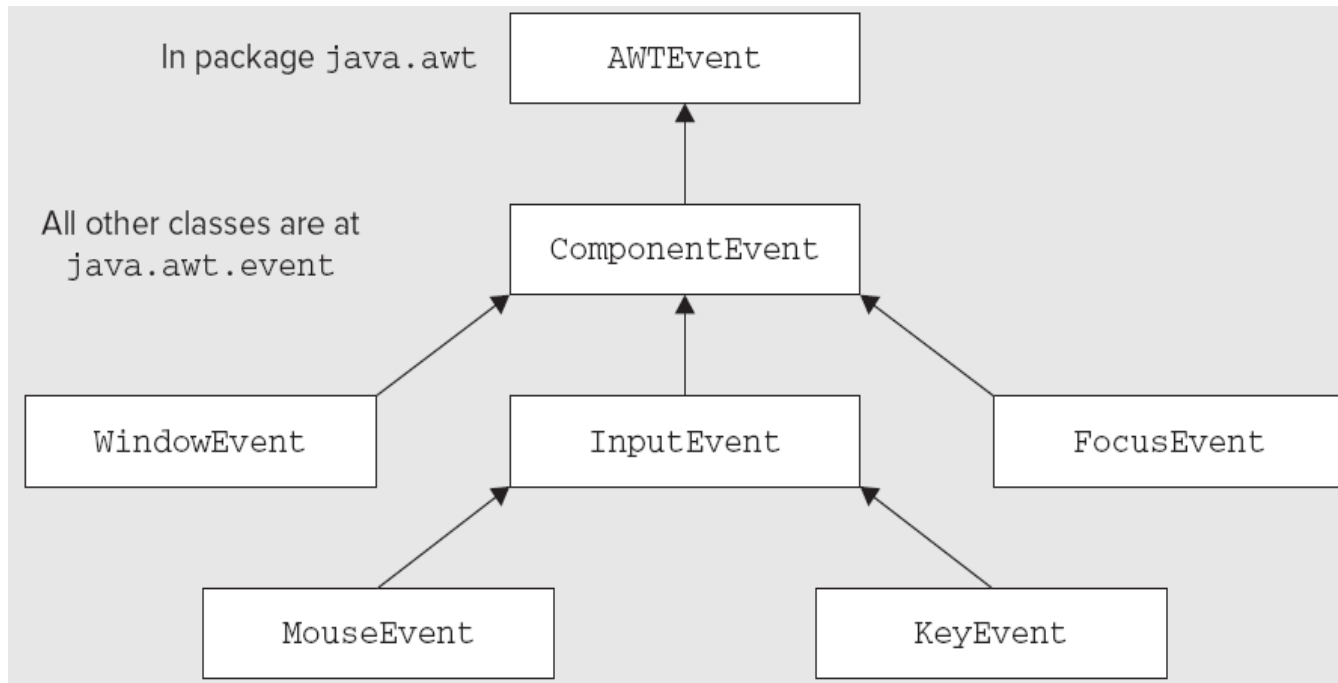 In package java.awt
AWTEvent
All other classes are at
java.awt.event
ComponentEvent
WindowEvent
InputEvent
FocusEvent
MouseEvent
KeyEvent